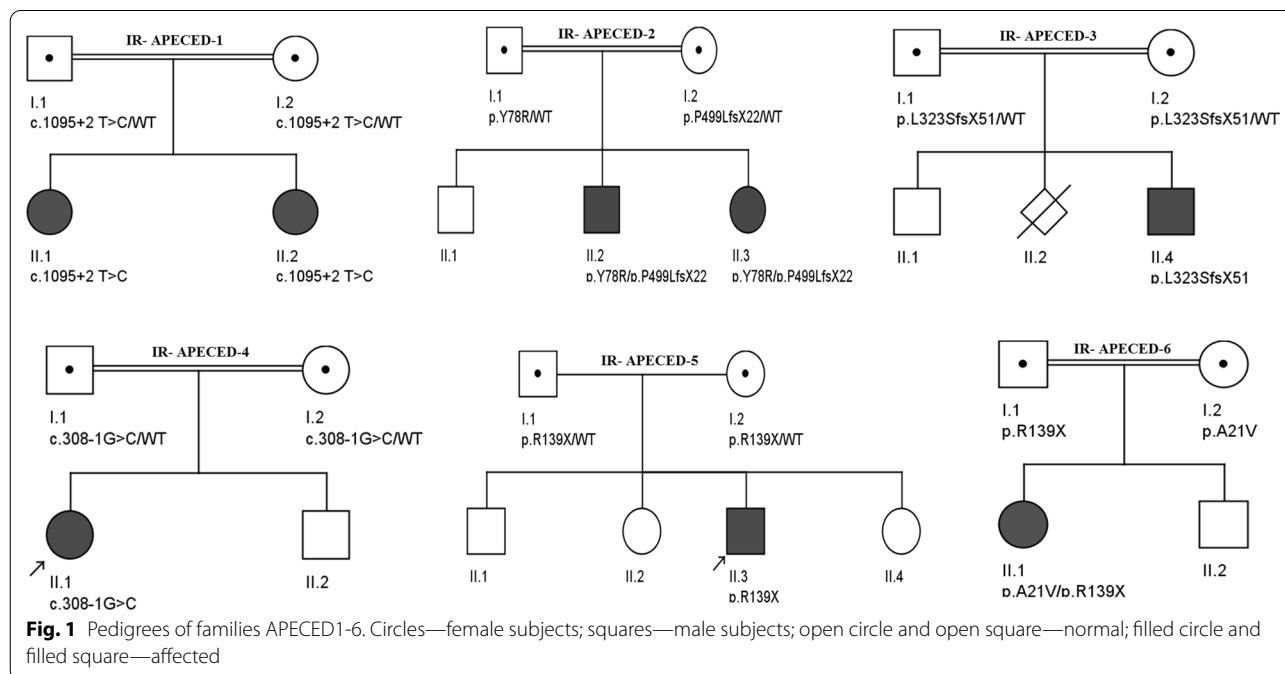 IR- APECED-1
I.1
c.1095+2 T>C/WT
I.2
c.1095+2 T>C/WT
II.1
c.1095+2 T>C
II.2
c.1095+2 T>C
IR- APECED-2
I.1
p.Y78R/WT
I.2
p.P499LfsX22/WT
II.1
II.2
p.Y78R/p.P499LfsX22
II.3
p.Y78R/p.P499LfsX22
IR- APECED-3
I.1
p.L323SfsX51/WT
I.2
p.L323SfsX51/WT
II.1
II.2
II.4
p.L323SfsX51
IR- APECED-4
I.1
c.308-1G>C/WT
I.2
c.308-1G>C/WT
II.1
c.308-1G>C
II.2
IR- APECED-5
I.1
p.R139X/WT
I.2
p.R139X/WT
II.1
II.2
II.3
p.R139X
II.4
IR- APECED-6
I.1
p.R139X
I.2
p.A21V
II.1
p.A21V/p.R139X
II.2
Fig. 1 Pedigrees of families APECED1-6. Circles—female subjects; squares—male subjects; open circle and open square—normal; filled circle and
filled square—affected